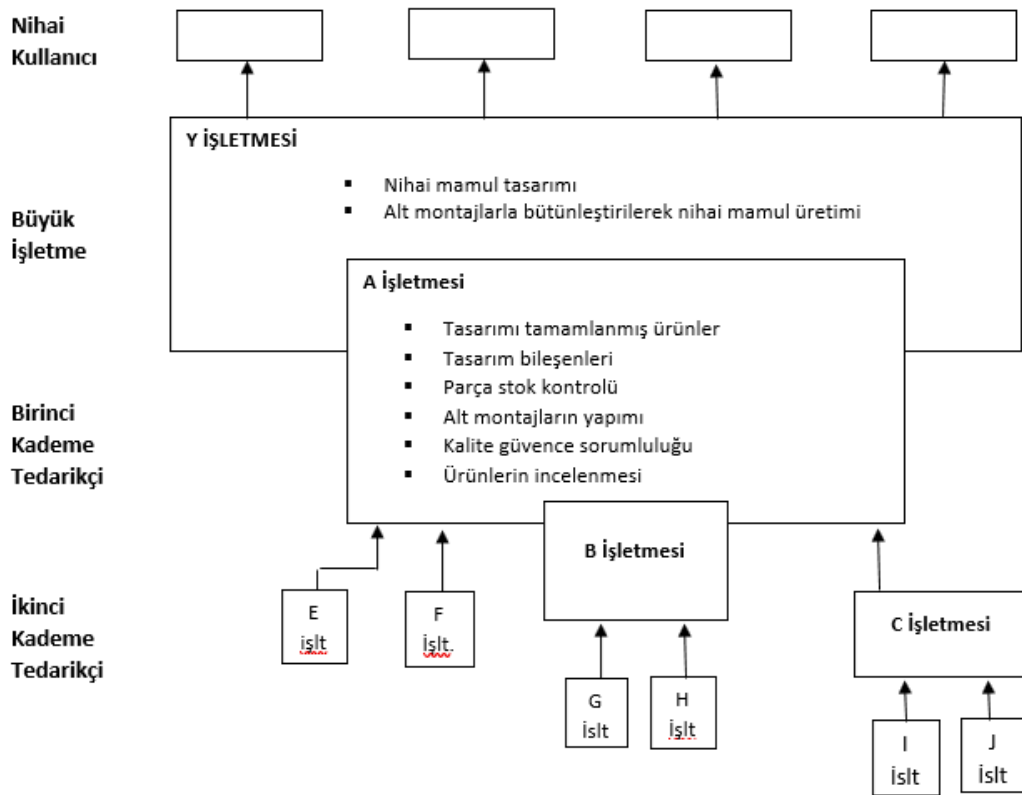 Nihai
Kullanıcı
Y İŞLETMESİ
▪ Nihai mamul tasarımı
▪ Alt montajlarla bütünleştirilerek nihai mamul üretimi
Büyük
İşletme
A İşletmesi
▪ Tasarımı tamamlanmış ürünler
▪ Tasarım bileşenleri
▪ Parça stok kontrolü
▪ Alt montajların yapımı
▪ Kalite güvence sorumluluğu
▪ Ürünlerin incelenmesi
Birinci
Kademe
Tedarikçi
B İşletmesi
İkinci
Kademe
Tedarikçi
E
işlt
F
İşlt.
C İşletmesi
G
İslt
H
İşlt
I
İslt
J
İslt